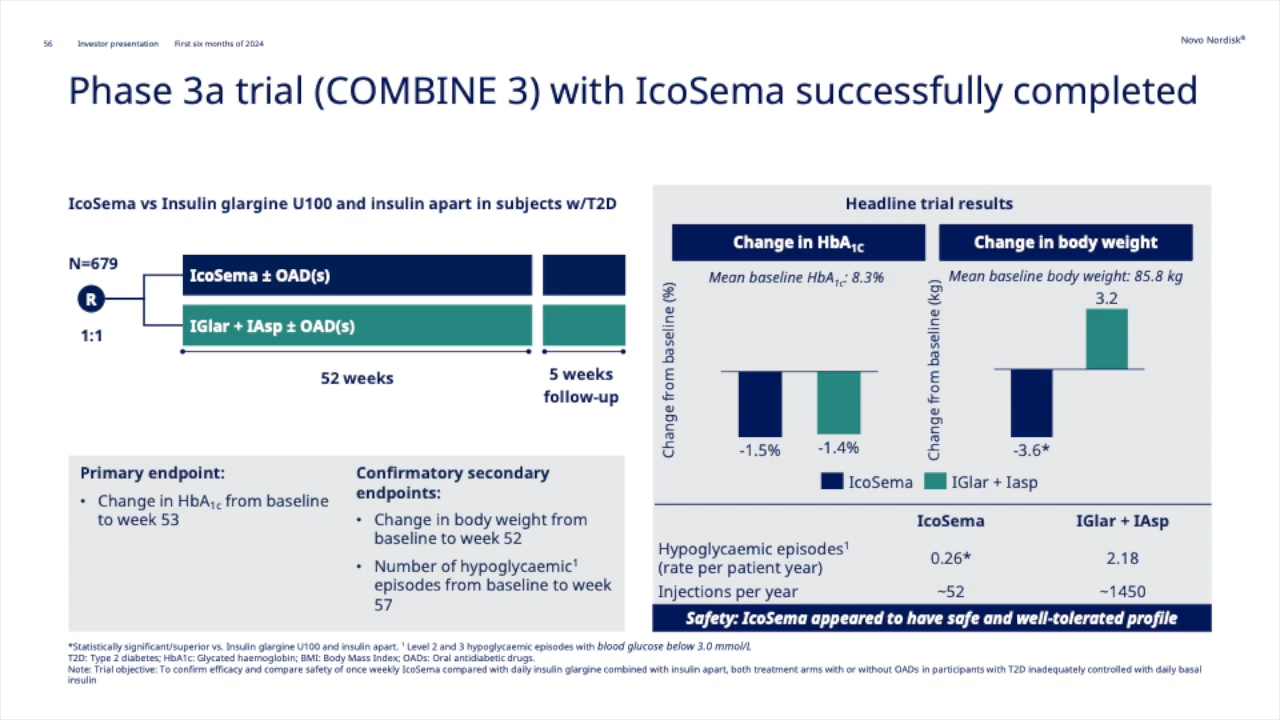 56 Investor presentation First six months of 2024
Novo Nordisk®
Phase 3a trial (COMBINE 3) with IcoSema successfully completed
IcoSema vs Insulin glargine U100 and insulin apart in subjects w/T2D
N=679
R
1:1
IcoSema ± OAD(s)
IGlar + IAsp ± OAD(s)
52 weeks
5 weeks
follow-up
Primary endpoint:
• Change in HbA1c from baseline
to week 53
Confirmatory secondary
endpoints:
• Change in body weight from
baseline to week 52
• Number of hypoglycaemic¹
episodes from baseline to week
57
Headline trial results
Change in HbA1C
Mean baseline HbA1c: 8.3%
Change from baseline (%)
-1.5%
-1.4%
Change in body weight
Mean baseline body weight: 85.8 kg
Change from baseline (kg)
3.2
-3.6*
IcoSema IGlar + Iasp
IcoSema IGlar + IAsp
Hypoglycaemic episodes¹
(rate per patient year) 0.26* 2.18
Injections per year ~52 ~1450
Safety: IcoSema appeared to have safe and well-tolerated profile
*Statistically significant/superior vs. Insulin glargine U100 and insulin apart. ¹ Level 2 and 3 hypoglycaemic episodes with blood glucose below 3.0 mmol/L
T2D: Type 2 diabetes; HbA1c: Glycated haemoglobin; BMI: Body Mass Index; OADs: Oral antidiabetic drugs.
Note: Trial objective: To confirm efficacy and compare safety of once weekly IcoSema compared with daily insulin glargine combined with insulin apart, both treatment arms with or without OADs in participants with T2D inadequately controlled with daily basal
insulin